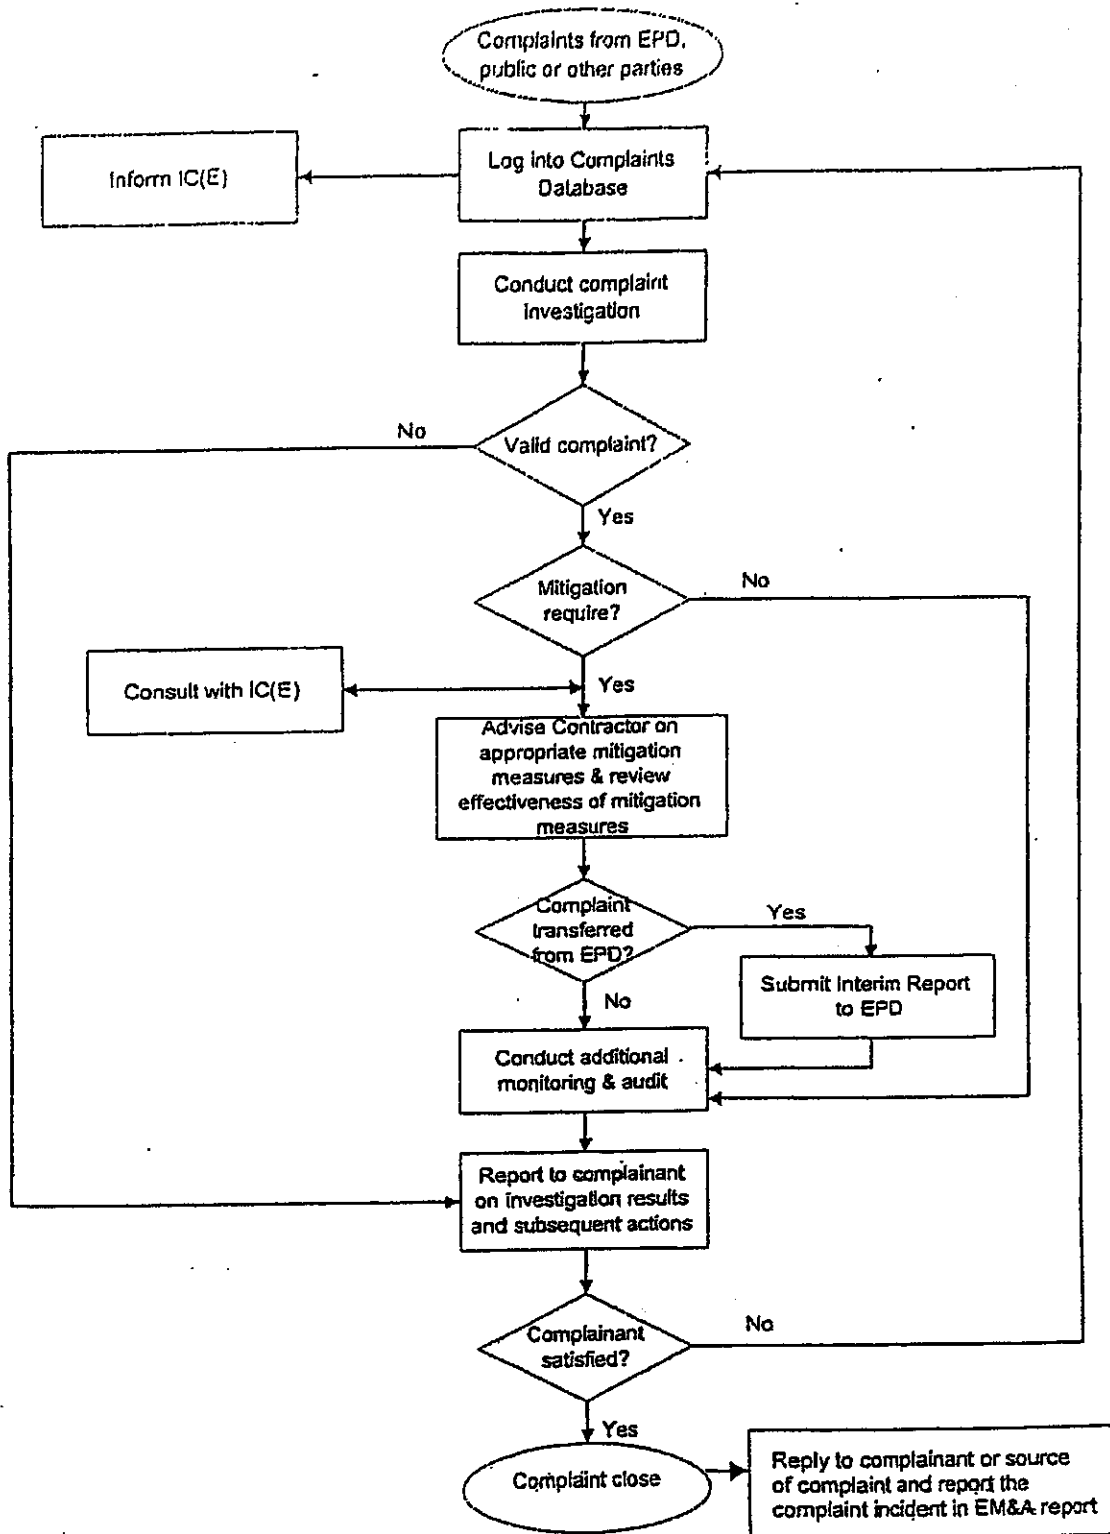 Complaints from EPD,
public or other parties
Inform IC(E)
Log into Complaints
Database
Conduct complaint
investigation
No
Valid complaint?
Yes
Mitigation
require?
No
Consult with IC(E)
Yes
Advise Contractor on
appropriate mitigation
measures & review
effectiveness of mitigation
measures
Complaint
transferred
from EPD?
Yes
Submit Interim Report
to EPD
No
Conduct additional
monitoring & audit
Report to complainant
on investigation results
and subsequent actions
Complainant
satisfied?
No
Yes
Complaint close
Reply to complainant or source
of complaint and report the
complaint incident in EM&A report